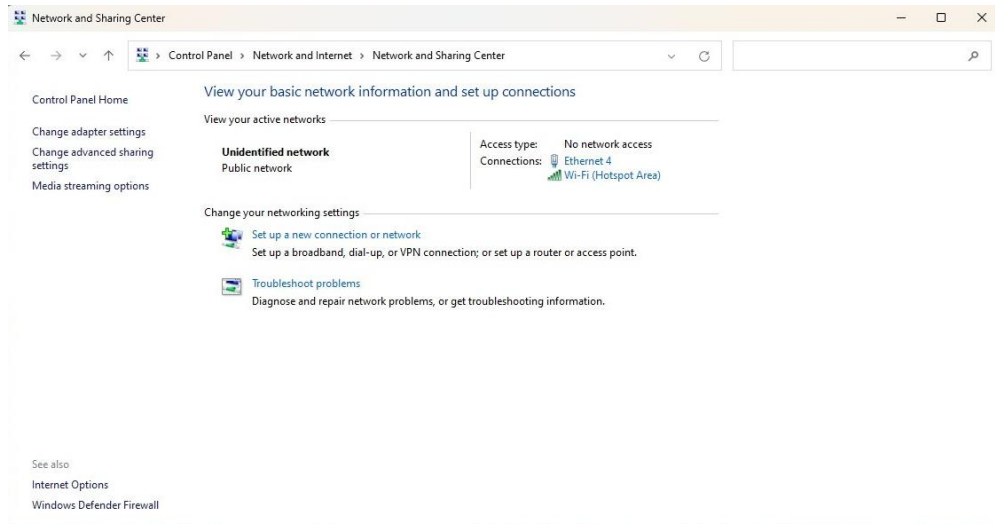 Network and Sharing Center
Control Panel > Network and Internet > Network and Sharing Center
Control Panel Home
Change adapter settings
Change advanced sharing
settings
Media streaming options
View your basic network information and set up connections
View your active networks
Unidentified network
Public network
Access type: No network access
Connections: Ethernet 4
Wi-Fi (Hotspot Area)
Change your networking settings
Set up a new connection or network
Set up a broadband, dial-up, or VPN connection; or set up a router or access point.
Troubleshoot problems
Diagnose and repair network problems, or get troubleshooting information.
See also
Internet Options
Windows Defender Firewall